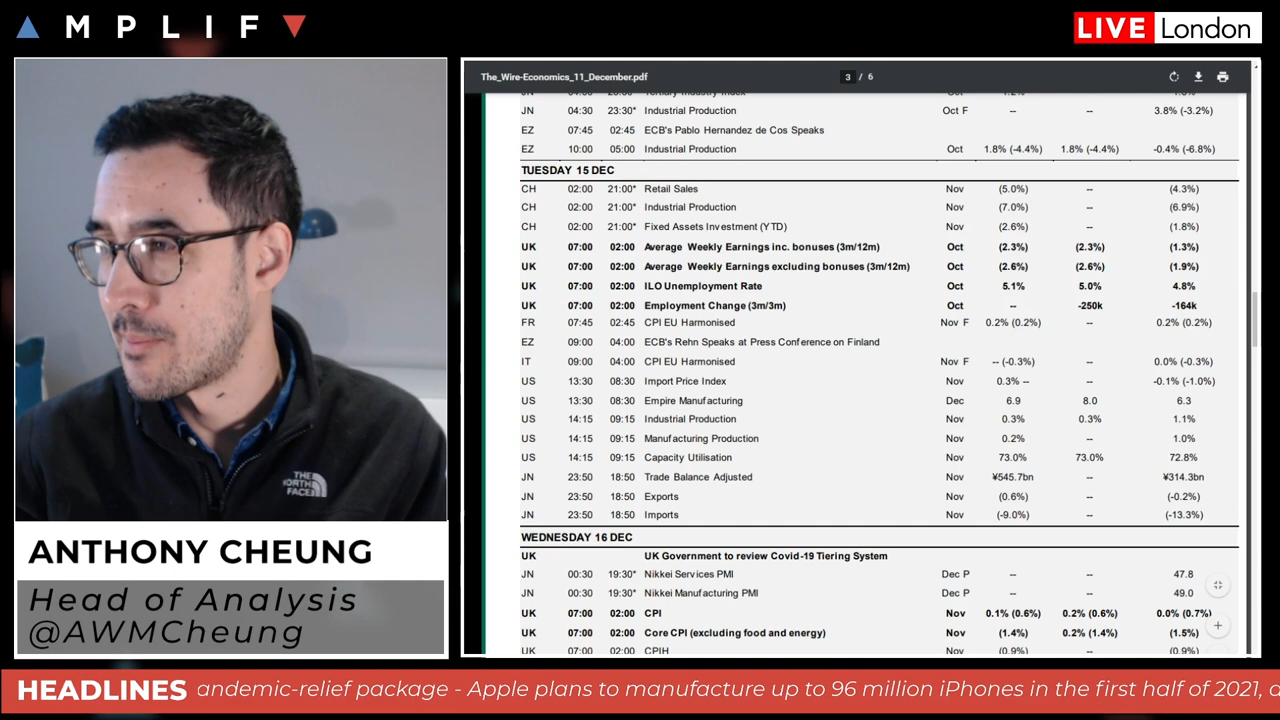 AMPLIFY
LIVE London
The_Wire-Economics_11_December.pdf
3 / 6
JN 04:30 23:30* Tertiary Industry Index Oct
JN 04:30 23:30* Industrial Production Oct F -- -- 3.8% (-3.2%)
EZ 07:45 02:45 ECB's Pablo Hernandez de Cos Speaks
EZ 10:00 05:00 Industrial Production Oct 1.8% (-4.4%) 1.8% (-4.4%) -0.4% (-6.8%)
TUESDAY 15 DEC
CH 02:00 21:00* Retail Sales Nov (5.0%) -- (4.3%)
CH 02:00 21:00* Industrial Production Nov (7.0%) -- (6.9%)
CH 02:00 21:00* Fixed Assets Investment (YTD) Nov (2.6%) -- (1.8%)
UK 07:00 02:00 Average Weekly Earnings inc. bonuses (3m/12m) Oct (2.3%) (2.3%) (1.3%)
UK 07:00 02:00 Average Weekly Earnings excluding bonuses (3m/12m) Oct (2.6%) (2.6%) (1.9%)
UK 07:00 02:00 ILO Unemployment Rate Oct 5.1% 5.0% 4.8%
UK 07:00 02:00 Employment Change (3m/3m) Oct -- -250k -164k
FR 07:45 02:45 CPI EU Harmonised Nov F 0.2% (0.2%) -- 0.2% (0.2%)
EZ 09:00 04:00 ECB's Rehn Speaks at Press Conference on Finland
IT 09:00 04:00 CPI EU Harmonised Nov F -- (-0.3%) -- 0.0% (-0.3%)
US 13:30 08:30 Import Price Index Nov 0.3% -- -- -0.1% (-1.0%)
US 13:30 08:30 Empire Manufacturing Dec 6.9 8.0 6.3
US 14:15 09:15 Industrial Production Nov 0.3% 0.3% 1.1%
US 14:15 09:15 Manufacturing Production Nov 0.2% -- 1.0%
US 14:15 09:15 Capacity Utilisation Nov 73.0% 73.0% 72.8%
JN 23:50 18:50 Trade Balance Adjusted Nov ¥545.7bn -- ¥314.3bn
JN 23:50 18:50 Exports Nov (0.6%) -- (-0.2%)
JN 23:50 18:50 Imports Nov (-9.0%) -- (-13.3%)
WEDNESDAY 16 DEC
UK UK Government to review Covid-19 Tiering System
JN 00:30 19:30* Nikkei Services PMI Dec P -- -- 47.8
JN 00:30 19:30* Nikkei Manufacturing PMI Dec P -- -- 49.0
UK 07:00 02:00 CPI Nov 0.1% (0.6%) 0.2% (0.6%) 0.0% (0.7%)
UK 07:00 02:00 Core CPI (excluding food and energy) Nov (1.4%) 0.2% (1.4%) (1.5%)
UK 07:00 02:00 CPIH Nov (0.9%) -- (0.9%)
THE NORTH FACE
ANTHONY CHEUNG
Head of Analysis
@AWMCheung
HEADLINES andemic-relief package - Apple plans to manufacture up to 96 million iPhones in the first half of 2021,